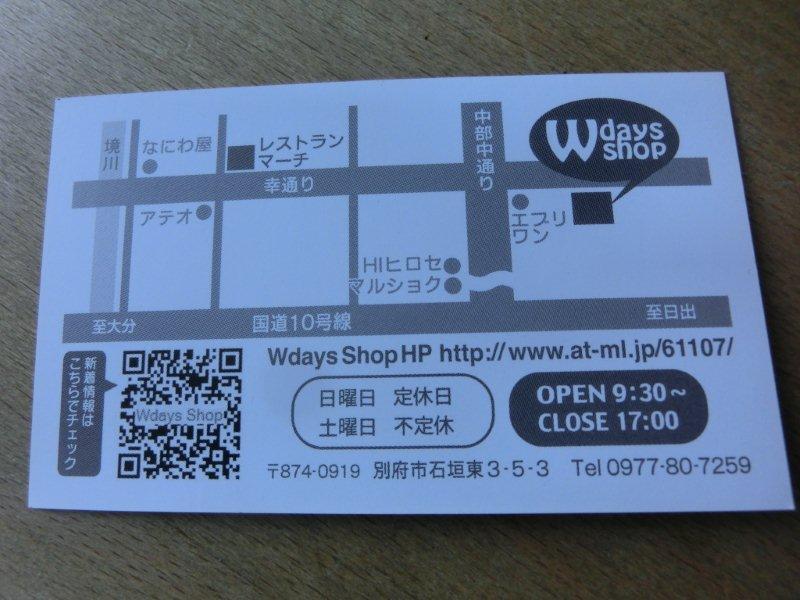 境川
なにわ屋
レストラン
マーチ
中部中通り
Wdays
SHOP
幸通り
アテオ
エブリ
ワン
HIヒロセ
マルショク
至大分
国道10号線
至日出
新着情報は
こちらでチェック
Wdays Shop
Wdays Shop HP http://www.at-ml.jp/61107/
日曜日 定休日
土曜日 不定休
OPEN 9:30~
CLOSE 17:00
〒874-0919 別府市石垣東3-5-3 Tel 0977-80-7259